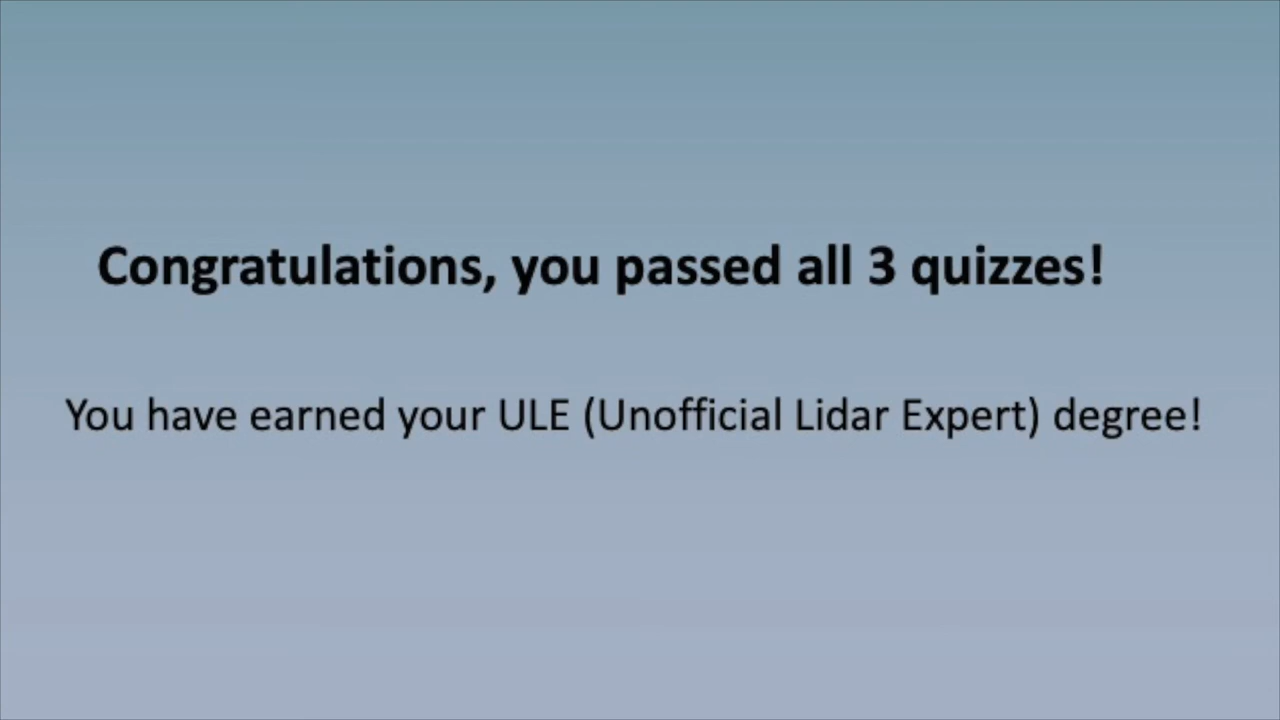 Congratulations, you passed all 3 quizzes!
You have earned your ULE (Unofficial Lidar Expert) degree!